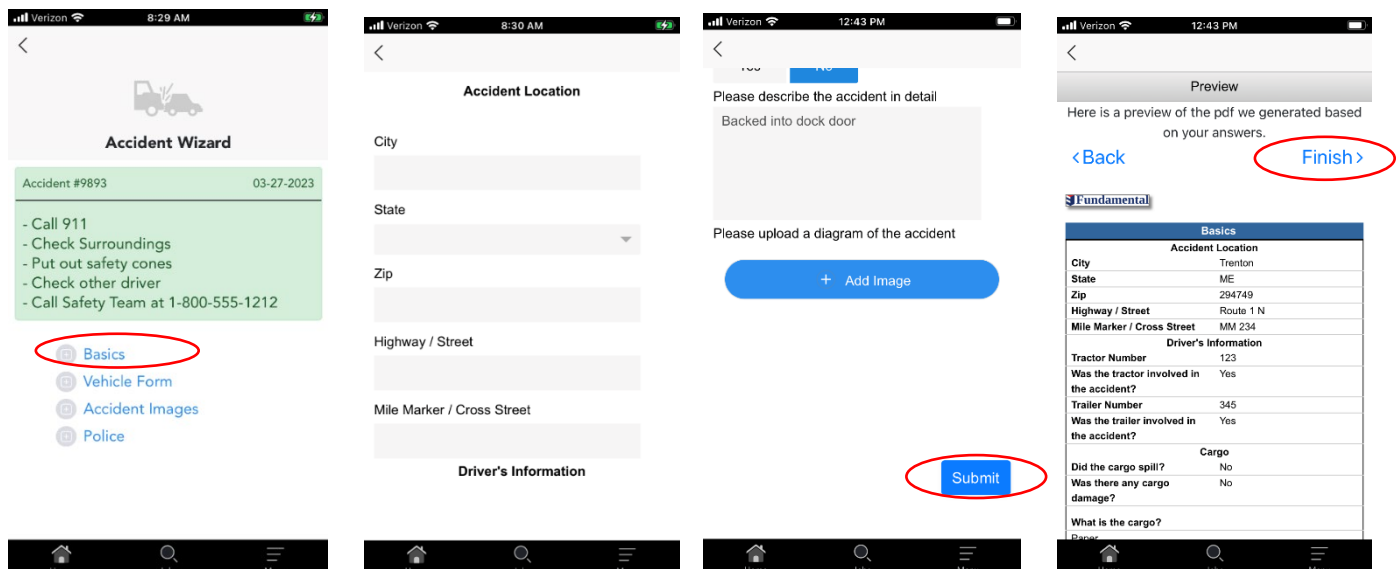 Verizon 8:29 AM
Accident Wizard
Accident #9893 03-27-2023
- Call 911
- Check Surroundings
- Put out safety cones
- Check other driver
- Call Safety Team at 1-800-555-1212
Basics
Vehicle Form
Accident Images
Police
Verizon 8:30 AM
Accident Location
City
State
Zip
Highway / Street
Mile Marker / Cross Street
Driver's Information
Verizon 12:43 PM
Yes No
Please describe the accident in detail
Backed into dock door
Please upload a diagram of the accident
+ Add Image
Submit
Verizon 12:43 PM
Preview
Here is a preview of the pdf we generated based
on your answers.
<Back Finish>
Fundamental
Basics
Accident Location
City Trenton
State ME
Zip 294749
Highway / Street Route 1 N
Mile Marker / Cross Street MM 234
Driver's Information
Tractor Number 123
Was the tractor involved in Yes
the accident?
Trailer Number 345
Was the trailer involved in Yes
the accident?
Cargo
Did the cargo spill? No
Was there any cargo No
damage?
What is the cargo?
Paper